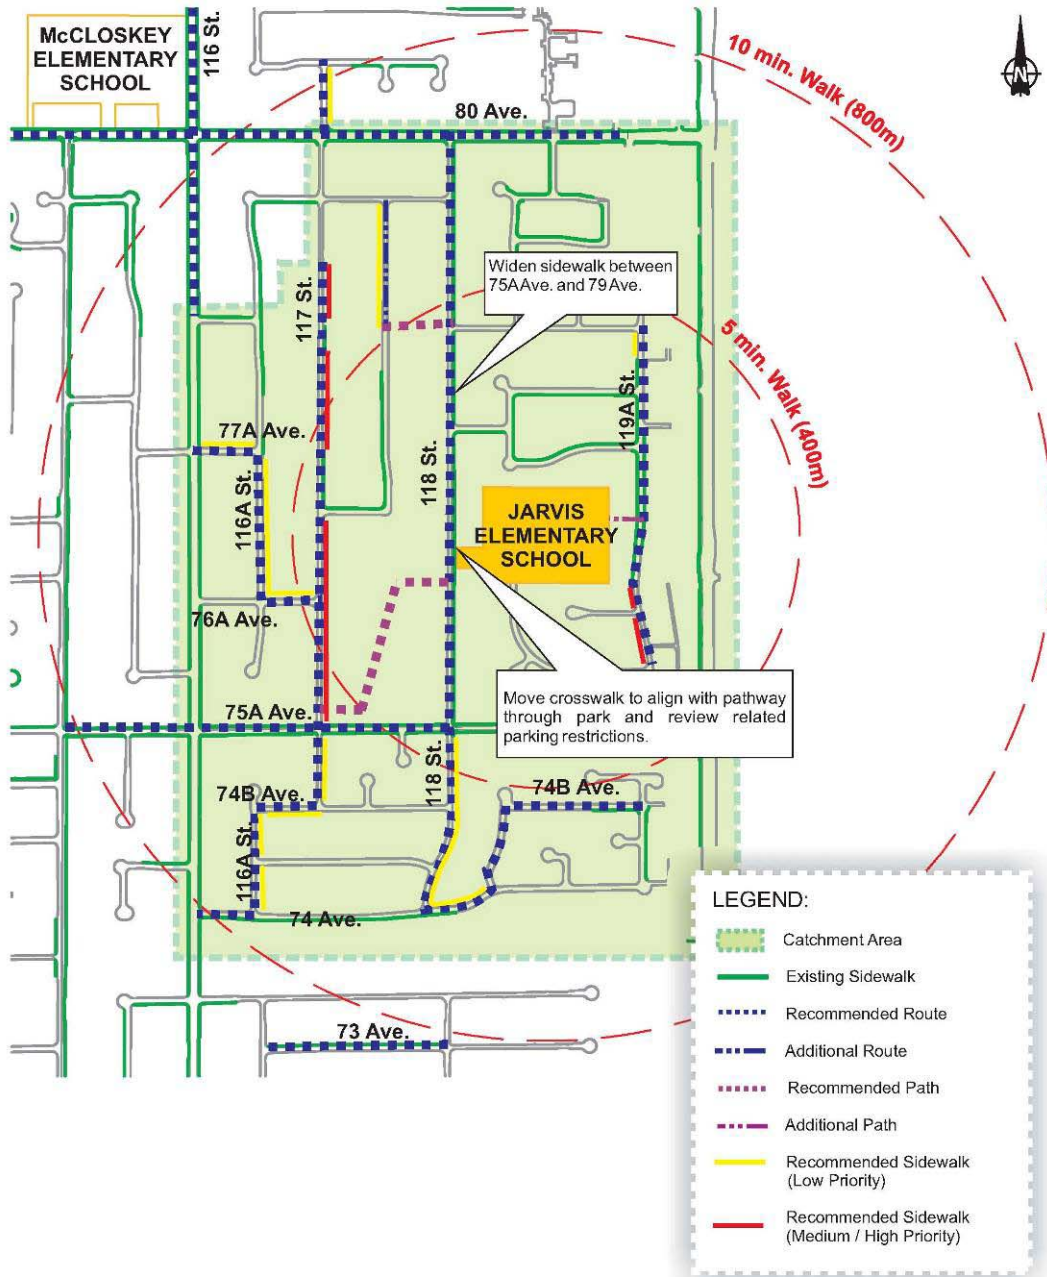 McCLOSKEY
ELEMENTARY
SCHOOL
116 St.
N
10 min. Walk (800m)
80 Ave.
Widen sidewalk between
75A Ave. and 79 Ave.
117 St.
5 min. Walk (400m)
119A St.
77A Ave.
118 St.
116A St.
JARVIS
ELEMENTARY
SCHOOL
76A Ave.
Move crosswalk to align with pathway
through park and review related
parking restrictions.
75A Ave.
118 St.
74B Ave.
74B Ave.
116A St.
74 Ave.
73 Ave.
LEGEND:
Catchment Area
Existing Sidewalk
Recommended Route
Additional Route
Recommended Path
Additional Path
Recommended Sidewalk
(Low Priority)
Recommended Sidewalk
(Medium / High Priority)